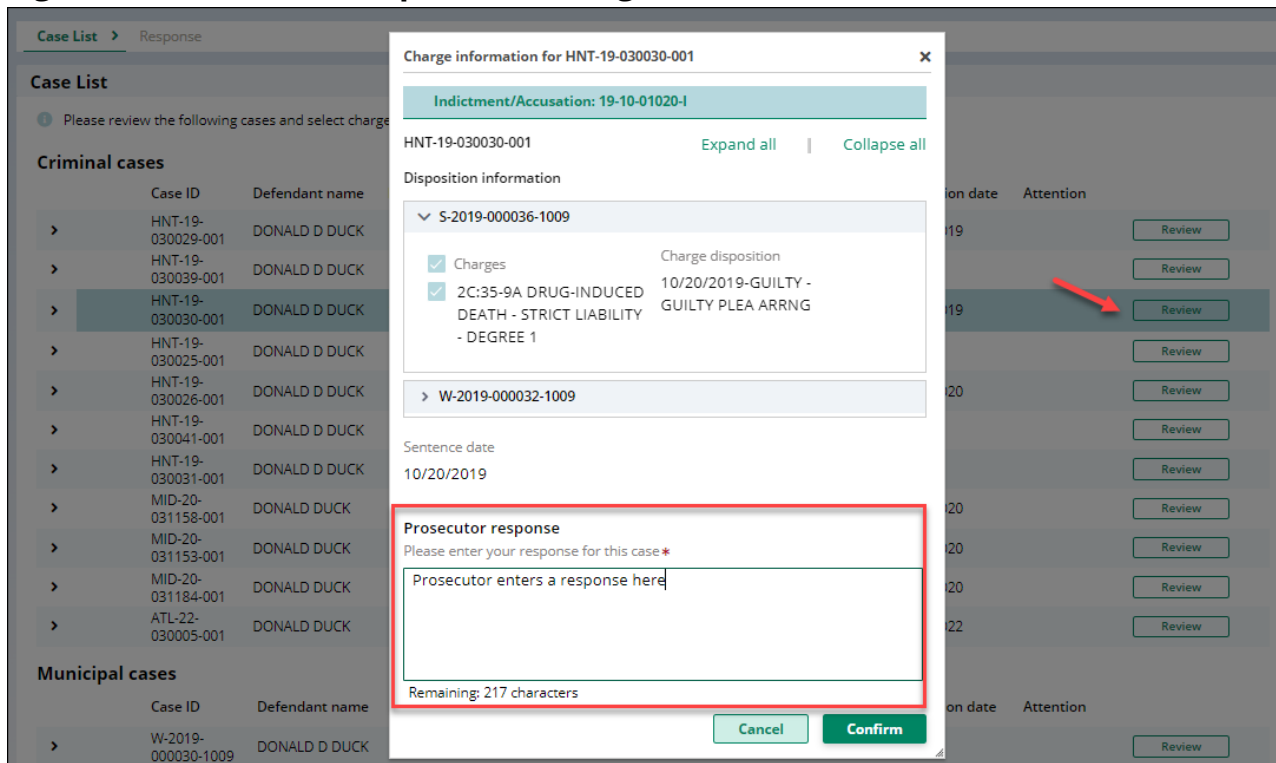 Case List > Response
Case List
Please review the following cases and select charge
Criminal cases
Case ID Defendant name ion date Attention
HNT-19-
030029-001 DONALD D DUCK 19 Review
HNT-19-
030039-001 DONALD D DUCK Review
HNT-19-
030030-001 DONALD D DUCK 19 Review
HNT-19-
030025-001 DONALD D DUCK Review
HNT-19-
030026-001 DONALD D DUCK 20 Review
HNT-19-
030041-001 DONALD D DUCK Review
HNT-19-
030031-001 DONALD D DUCK Review
MID-20-
031158-001 DONALD DUCK 20 Review
MID-20-
031153-001 DONALD DUCK 20 Review
MID-20-
031184-001 DONALD DUCK 20 Review
ATL-22-
030005-001 DONALD DUCK 22 Review
Municipal cases
Case ID Defendant name on date Attention
W-2019-
000030-1009 DONALD D DUCK Review
Charge information for HNT-19-030030-001
Indictment/Accusation: 19-10-01020-I
HNT-19-030030-001 Expand all | Collapse all
Disposition information
S-2019-000036-1009
Charges
2C:35-9A DRUG-INDUCED
DEATH - STRICT LIABILITY
- DEGREE 1
Charge disposition
10/20/2019-GUILTY -
GUILTY PLEA ARRNG
W-2019-000032-1009
Sentence date
10/20/2019
Prosecutor response
Please enter your response for this case*
Prosecutor enters a response here
Remaining: 217 characters
Cancel Confirm